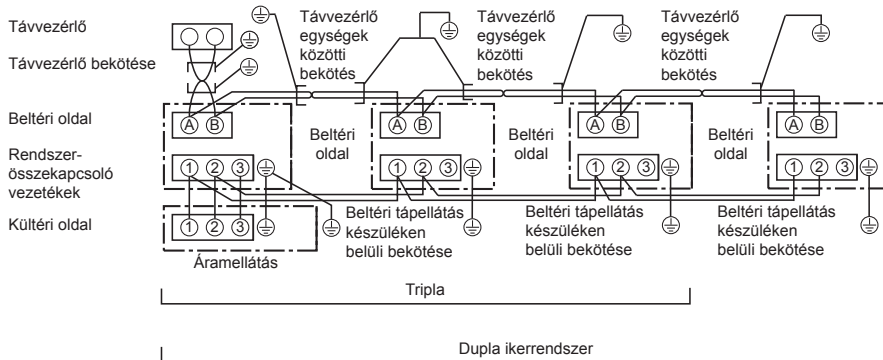 Távvezérlő
Távvezérlő bekötése
Távvezérlő
egységek
közötti
bekötés
Távvezérlő
egységek
közötti
bekötés
Távvezérlő
egységek
közötti
bekötés
Beltéri oldal
A B
Beltéri
oldal
A B
Beltéri
oldal
A B
Beltéri
oldal
A B
Rendszer-
összekapcsoló
vezetékek
1 2 3
1 2 3
1 2 3
1 2 3
Kültéri oldal
1 2 3
Áramellátás
Beltéri tápellátás
készüléken
belüli bekötése
Beltéri tápellátás
készüléken
belüli bekötése
Beltéri tápellátás
készüléken
belüli bekötése
Tripla
Dupla ikerrendszer